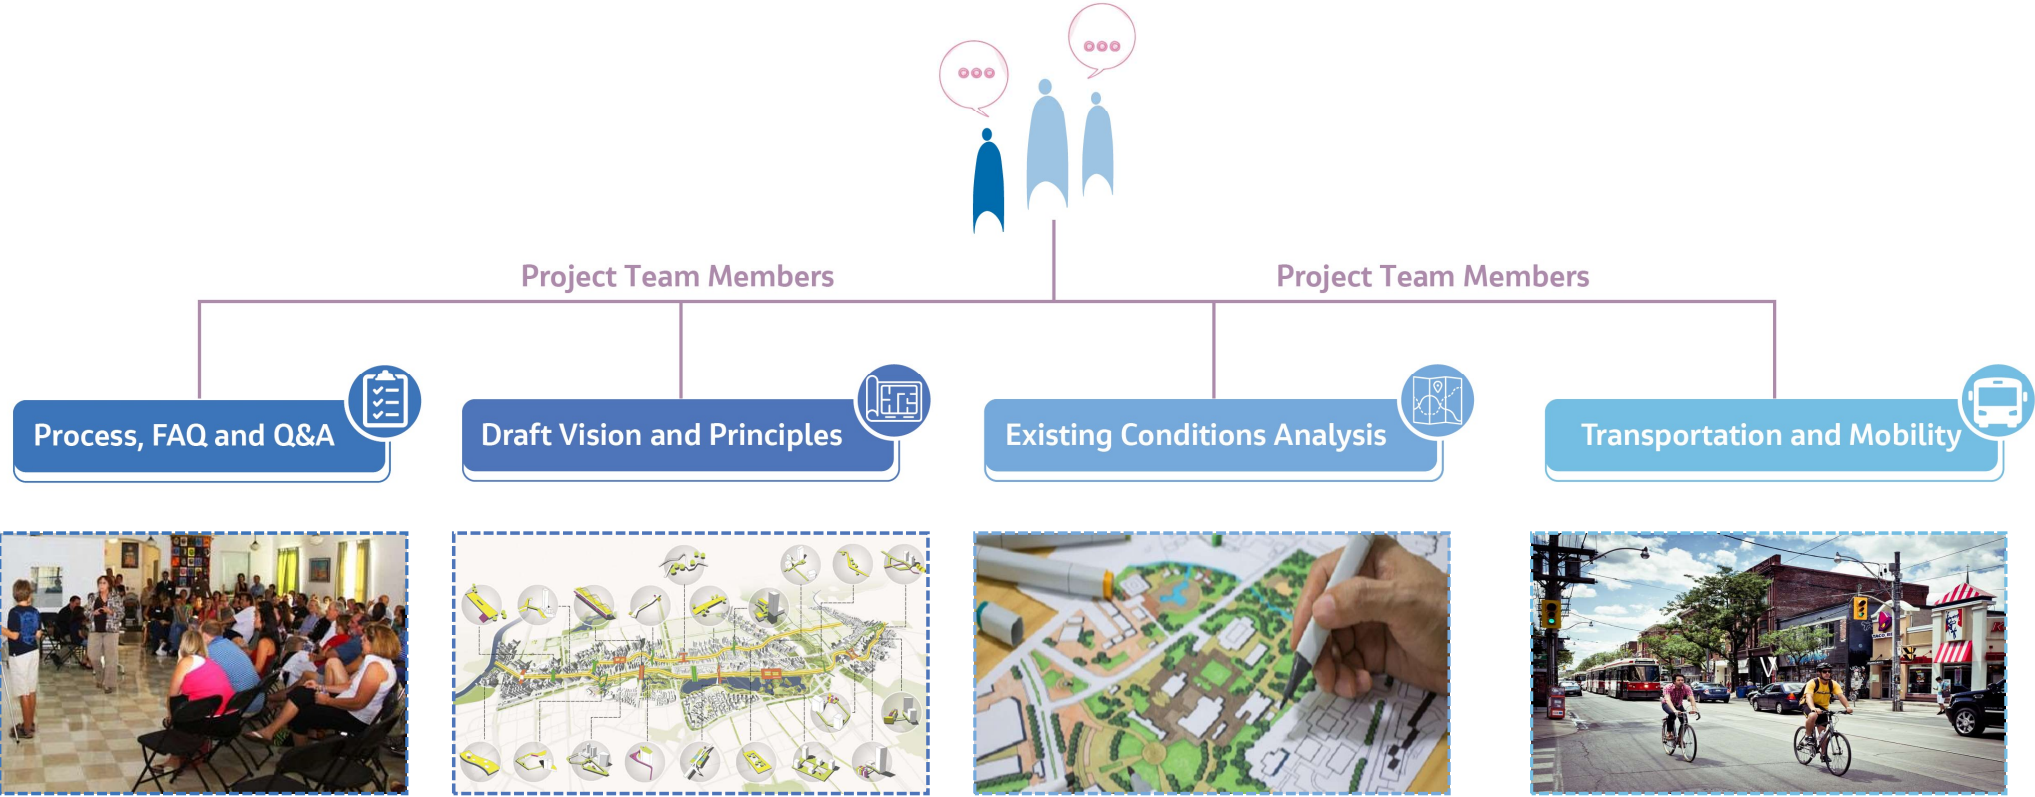 Project Team Members
Project Team Members
Process, FAQ and Q&A
Draft Vision and Principles
Existing Conditions Analysis
Transportation and Mobility